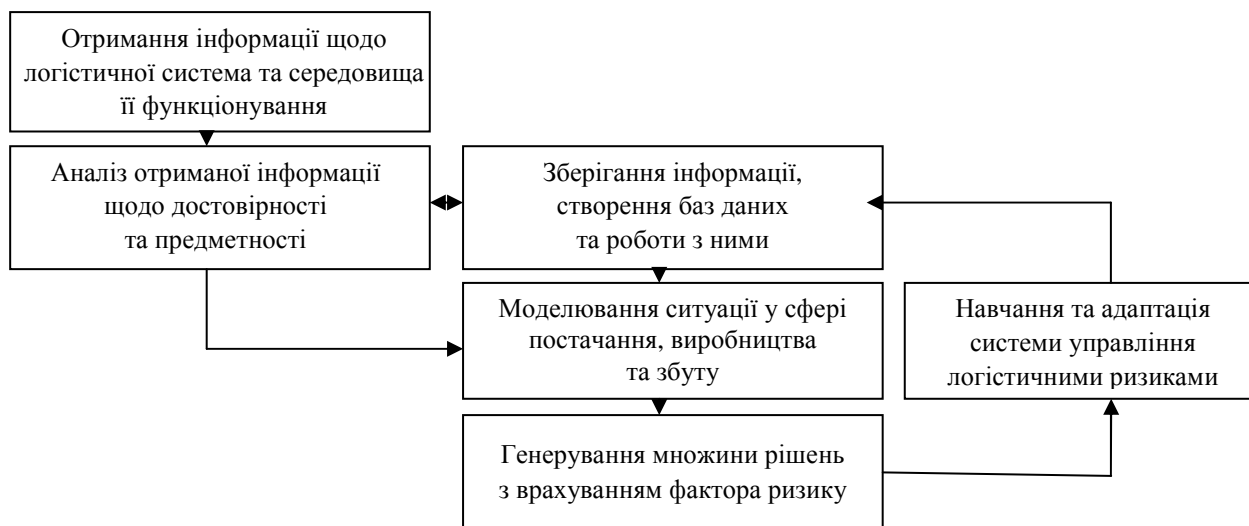 Отримання інформації щодо
логістичної система та середовища
її функціонування
Аналіз отриманої інформації
щодо достовірності
та предметності
Зберігання інформації,
створення баз даних
та роботи з ними
Моделювання ситуації у сфері
постачання, виробництва
та збуту
Навчання та адаптація
системи управління
логістичними ризиками
Генерування множини рішень
з врахуванням фактора ризику